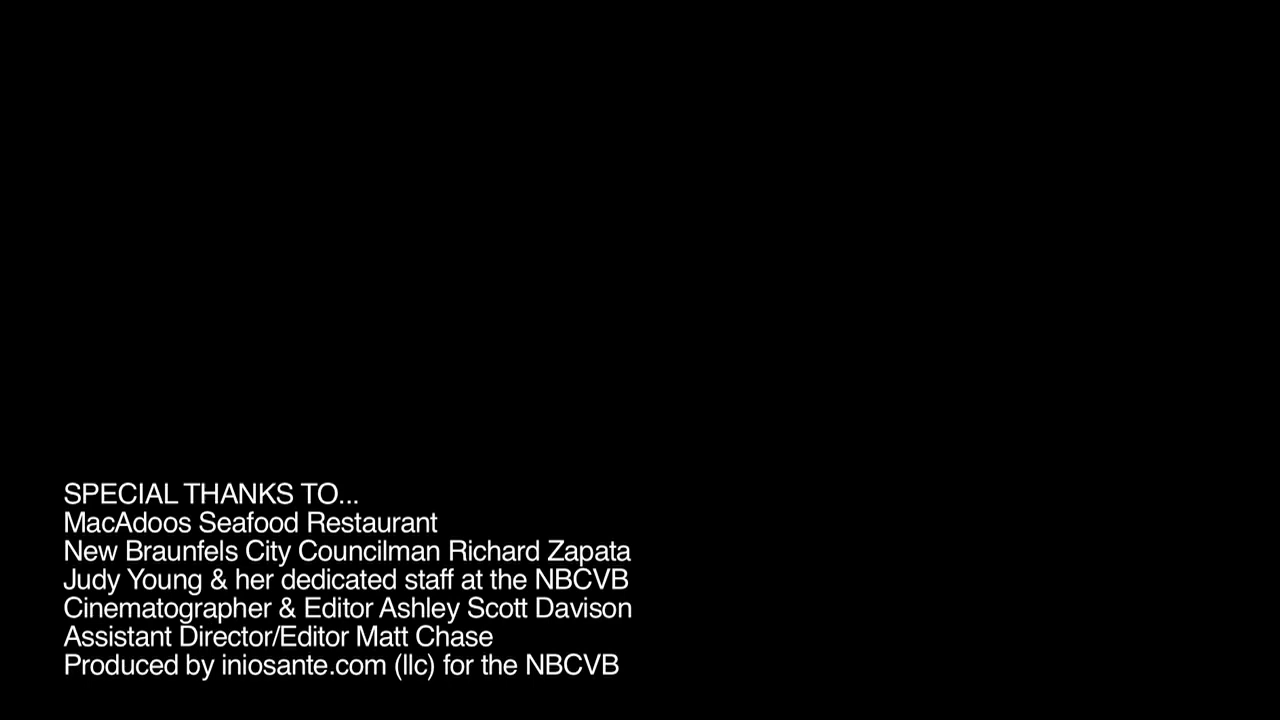 SPECIAL THANKS TO...
MacAdoos Seafood Restaurant
New Braunfels City Councilman Richard Zapata
Judy Young & her dedicated staff at the NBCVB
Cinematographer & Editor Ashley Scott Davison
Assistant Director/Editor Matt Chase
Produced by iniosante.com (llc) for the NBCVB